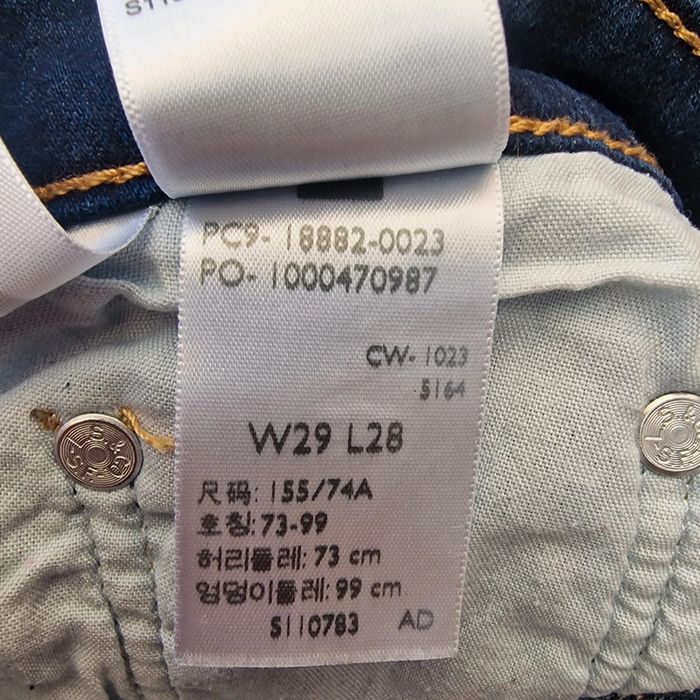 PC9- 18882-0023
PO- 1000470987
CW- 1023
5164
W29 L28
尺码: 155/74A
호칭: 73-99
허리둘레: 73 cm
엉덩이둘레: 99 cm
S110783 AD